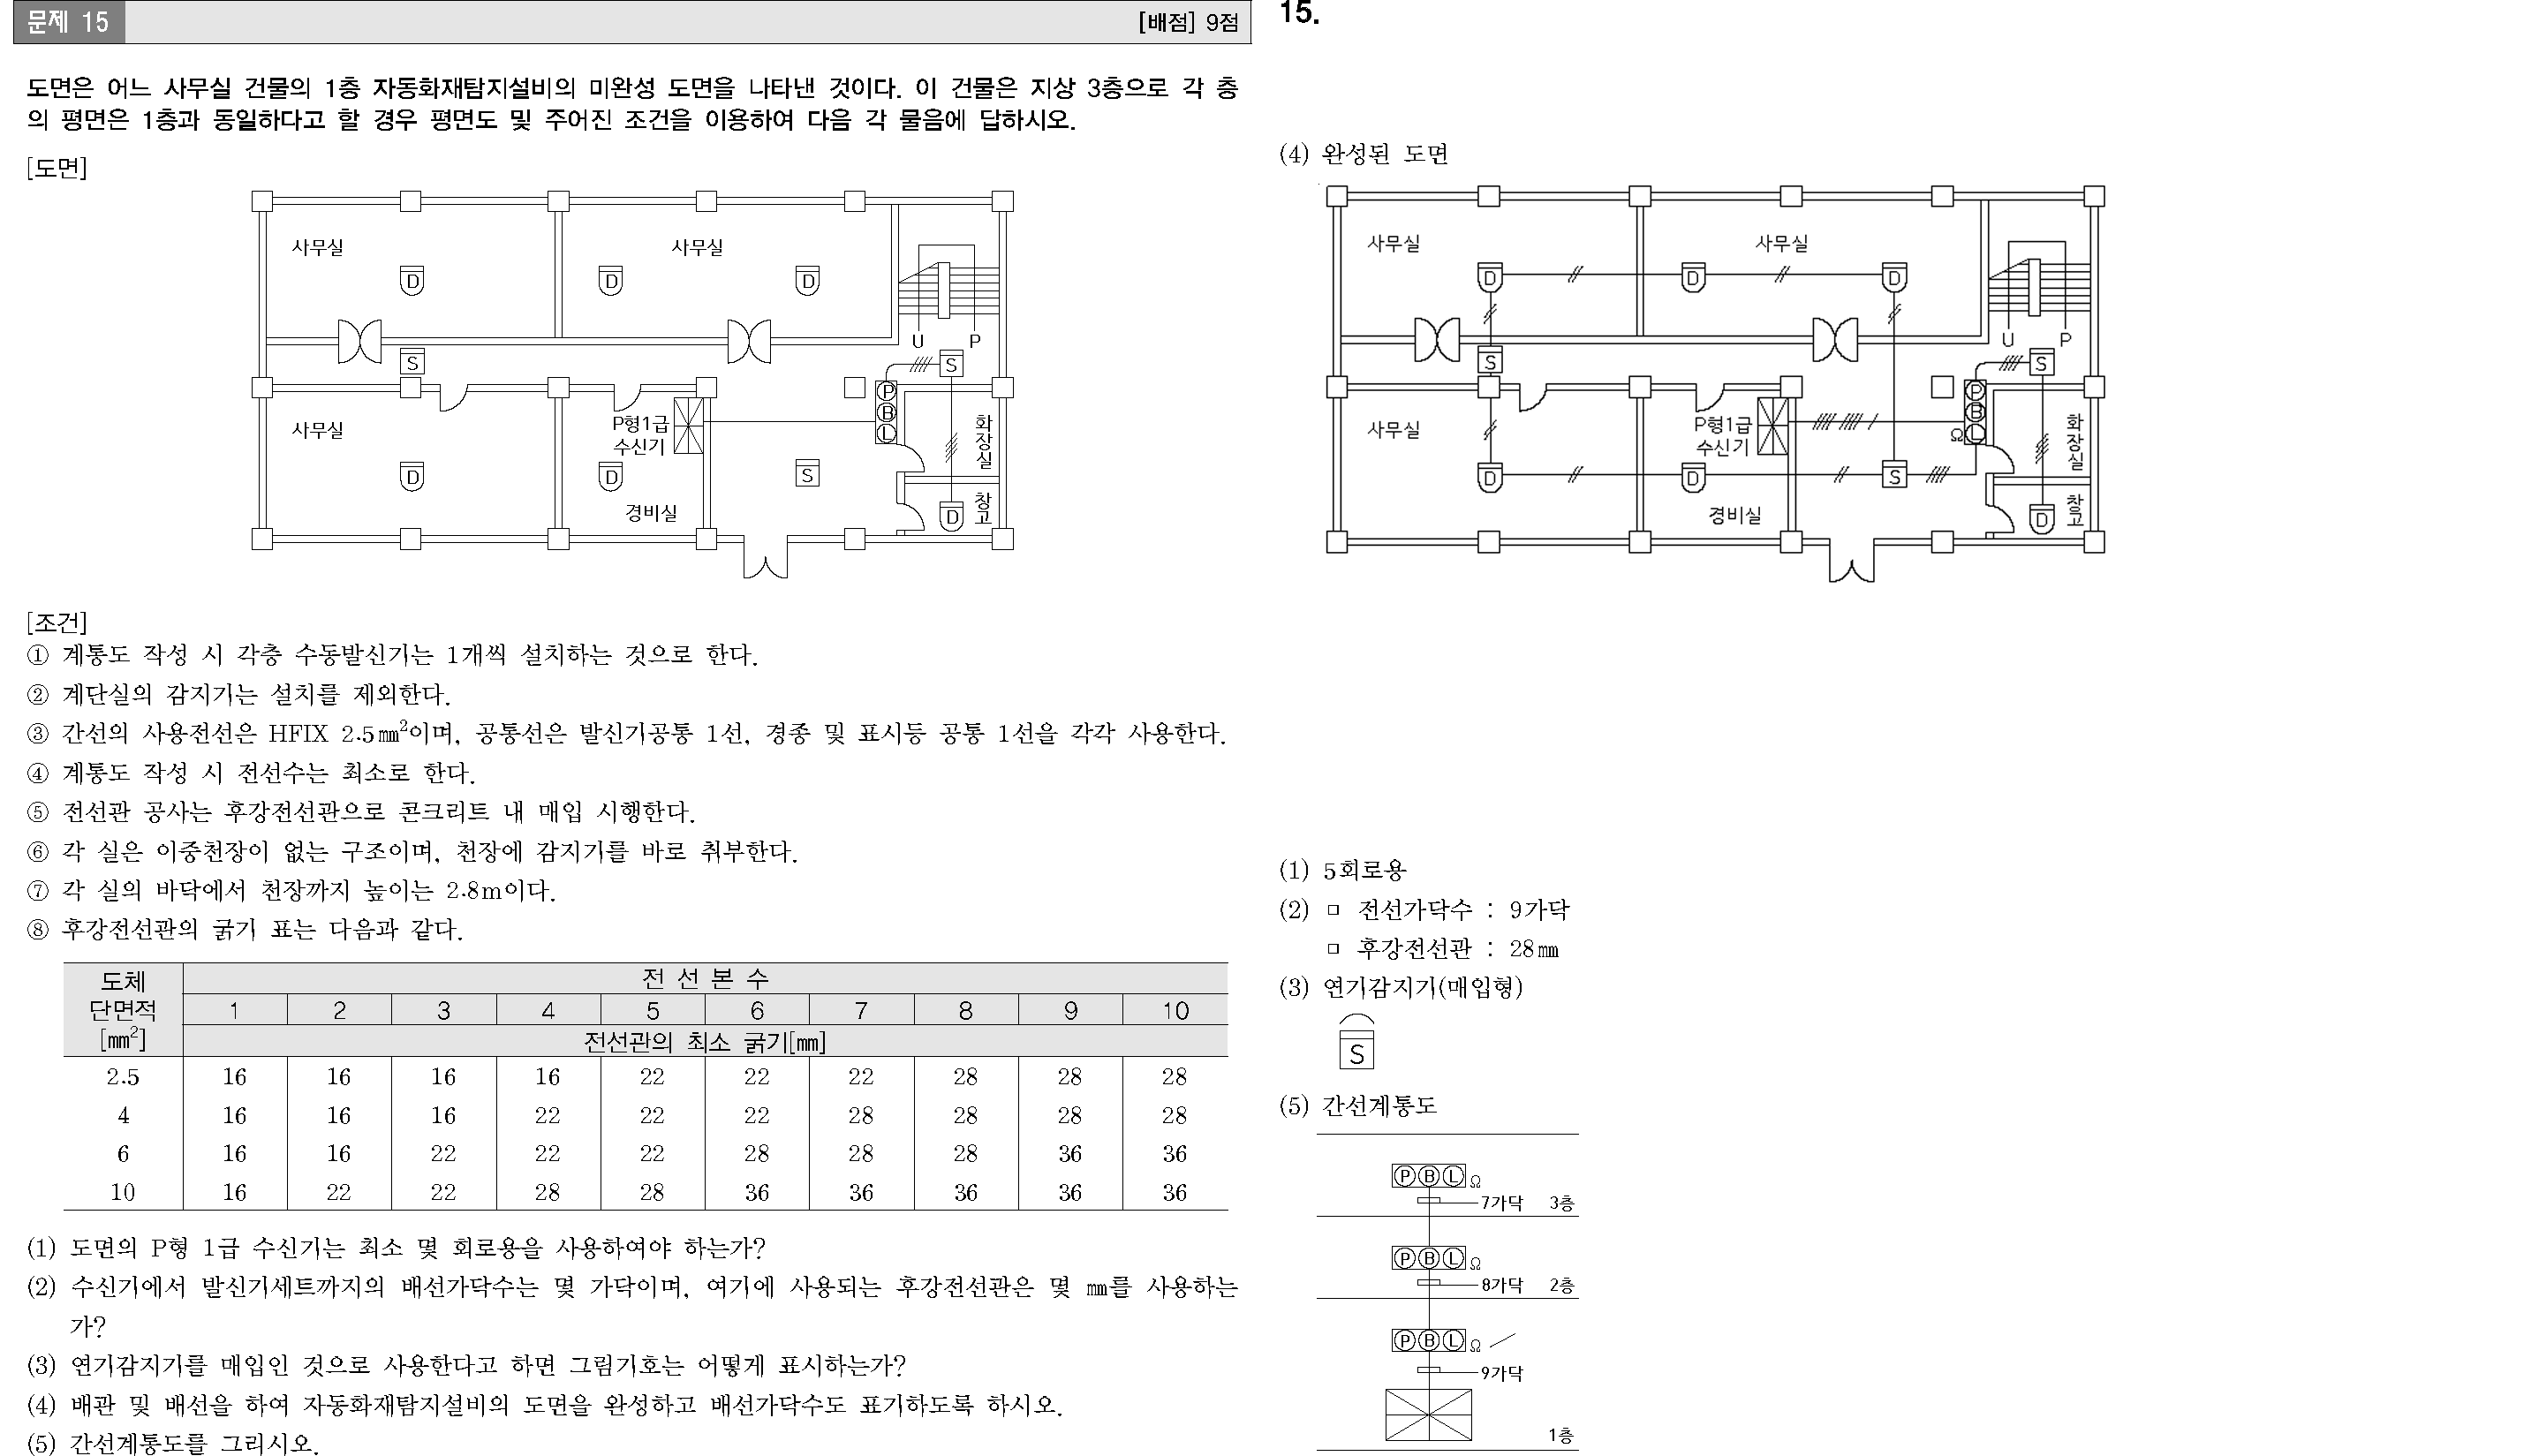 문제 15
[배점] 9점
도면은 어느 사무실 건물의 1층 자동화재탐지설비의 미완성 도면을 나타낸 것이다. 이 건물은 지상 3층으로 각 층
의 평면은 1층과 동일하다고 할 경우 평면도 및 주어진 조건을 이용하여 다음 각 물음에 답하시오.
[도면]
사무실
사무실
D
D
D
U
P
S
S
P
B
L
사무실
P형1급
수신기
화장실
D
D
S
경비실
D
창고
[조건]
① 계통도 작성 시 각층 수동발신기는 1개씩 설치하는 것으로 한다.
② 계단실의 감지기는 설치를 제외한다.
③ 간선의 사용전선은 HFIX 2.5㎟이며, 공통선은 발신기공통 1선, 경종 및 표시등 공통 1선을 각각 사용한다.
④ 계통도 작성 시 전선수는 최소로 한다.
⑤ 전선관 공사는 후강전선관으로 콘크리트 내 매입 시행한다.
⑥ 각 실은 이중천장이 없는 구조이며, 천장에 감지기를 바로 취부한다.
⑦ 각 실의 바닥에서 천장까지 높이는 2.8m이다.
⑧ 후강전선관의 굵기 표는 다음과 같다.
도체 단면적 [㎟]
전 선 본 수
1 2 3 4 5 6 7 8 9 10
전선관의 최소 굵기[㎜]
2.5 16 16 16 16 22 22 22 28 28 28
4 16 16 16 22 22 22 28 28 28 28
6 16 16 22 22 22 28 28 28 36 36
10 16 22 22 28 28 36 36 36 36 36
(1) 도면의 P형 1급 수신기는 최소 몇 회로용을 사용하여야 하는가?
(2) 수신기에서 발신기세트까지의 배선가닥수는 몇 가닥이며, 여기에 사용되는 후강전선관은 몇 ㎜를 사용하는
가?
(3) 연기감지기를 매입인 것으로 사용한다고 하면 그림기호는 어떻게 표시하는가?
(4) 배관 및 배선을 하여 자동화재탐지설비의 도면을 완성하고 배선가닥수도 표기하도록 하시오.
(5) 간선계통도를 그리시오.
15.
(4) 완성된 도면
사무실
사무실
D
D
D
U
P
S
S
P
B
Ω L
사무실
P형1급
수신기
화장실
D
D
S
경비실
D
창고
(1) 5회로용
(2) ㅁ 전선가닥수 : 9가닥
ㅁ 후강전선관 : 28㎜
(3) 연기감지기(매입형)
S
(5) 간선계통도
P B L Ω
7가닥 3층
P B L Ω
8가닥 2층
P B L Ω
9가닥
1층